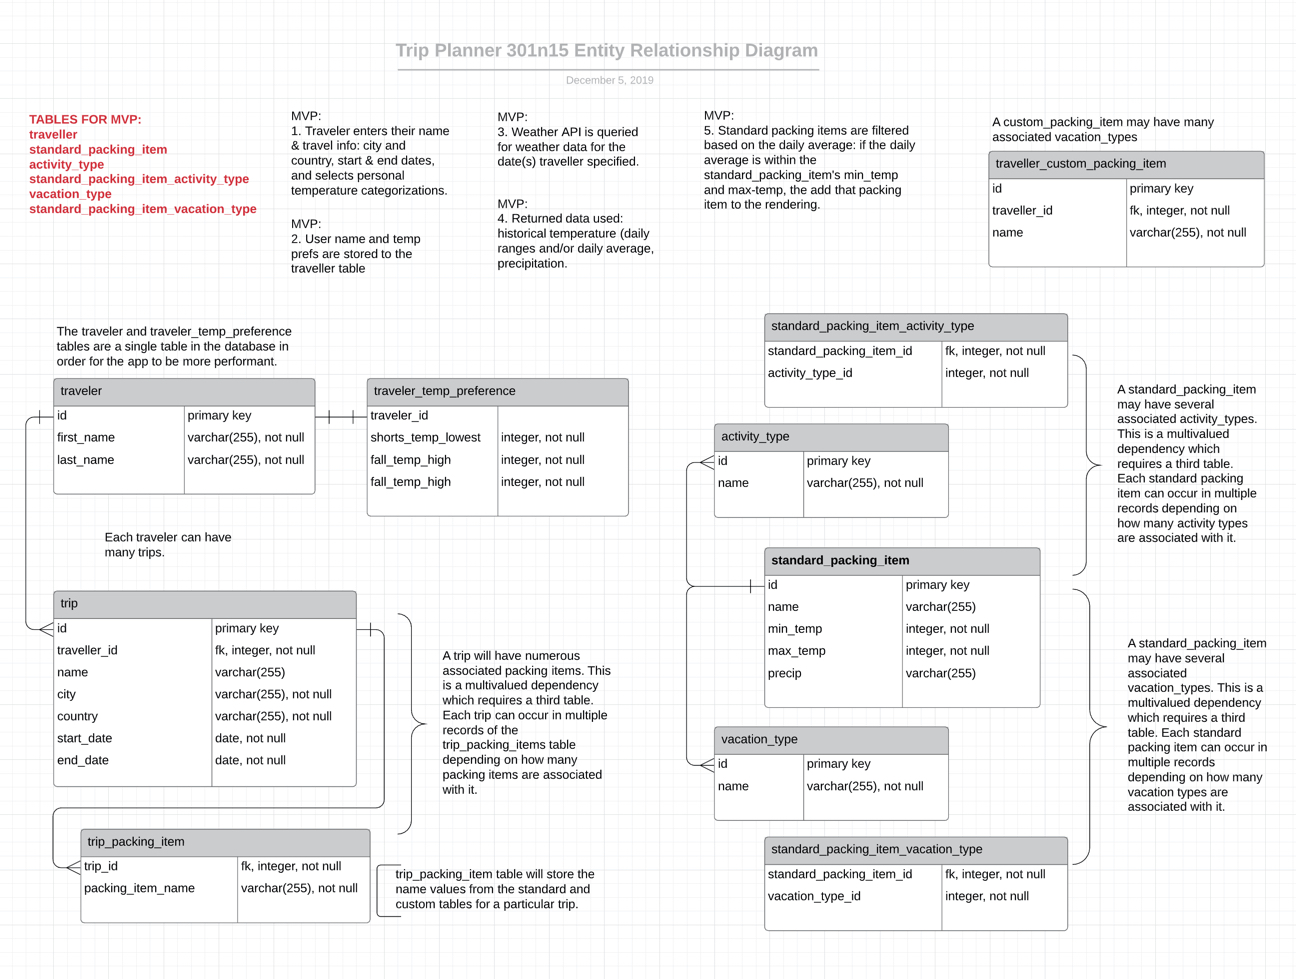 Trip Planner 301n15 Entity Relationship Diagram
December 5, 2019
TABLES FOR MVP:
traveller
standard_packing_item
activity_type
standard_packing_item_activity_type
vacation_type
standard_packing_item_vacation_type
MVP:
1. Traveler enters their name
& travel info: city and
country, start & end dates,
and selects personal
temperature categorizations.
MVP:
2. User name and temp
prefs are stored to the
traveller table
MVP:
3. Weather API is queried
for weather data for the
date(s) traveller specified.
MVP:
4. Returned data used:
historical temperature (daily
ranges and/or daily average,
precipitation.
MVP:
5. Standard packing items are filtered
based on the daily average: if the daily
average is within the
standard_packing_item's min_temp
and max-temp, the add that packing
item to the rendering.
A custom_packing_item may have many
associated vacation_types
traveller_custom_packing_item
id primary key
traveller_id fk, integer, not null
name varchar(255), not null
The traveler and traveler_temp_preference
tables are a single table in the database in
order for the app to be more performant.
traveler
id primary key
first_name varchar(255), not null
last_name varchar(255), not null
traveler_temp_preference
traveler_id
shorts_temp_lowest integer, not null
fall_temp_high integer, not null
fall_temp_high integer, not null
Each traveler can have
many trips.
trip
id primary key
traveller_id fk, integer, not null
name varchar(255)
city varchar(255), not null
country varchar(255), not null
start_date date, not null
end_date date, not null
A trip will have numerous
associated packing items. This
is a multivalued dependency
which requires a third table.
Each trip can occur in multiple
records of the
trip_packing_items table
depending on how many
packing items are associated
with it.
trip_packing_item
trip_id fk, integer, not null
packing_item_name varchar(255), not null
trip_packing_item table will store the
name values from the standard and
custom tables for a particular trip.
standard_packing_item_activity_type
standard_packing_item_id fk, integer, not null
activity_type_id integer, not null
activity_type
id primary key
name varchar(255), not null
A standard_packing_item
may have several
associated activity_types.
This is a multivalued
dependency which
requires a third table.
Each standard packing
item can occur in multiple
records depending on
how many activity types
are associated with it.
standard_packing_item
id primary key
name varchar(255)
min_temp integer, not null
max_temp integer, not null
precip varchar(255)
vacation_type
id primary key
name varchar(255), not null
A standard_packing_item
may have several
associated
vacation_types. This is a
multivalued dependency
which requires a third
table. Each standard
packing item can occur in
multiple records
depending on how many
vacation types are
associated with it.
standard_packing_item_vacation_type
standard_packing_item_id fk, integer, not null
vacation_type_id integer, not null